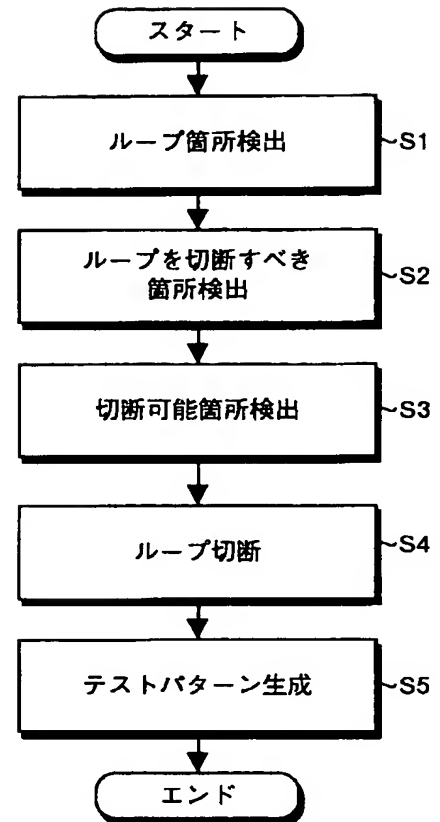 スタート
ループ箇所検出
~S1
ループを切断すべき
箇所検出
~S2
切断可能箇所検出
~S3
ループ切断
~S4
テストパターン生成
~S5
エンド